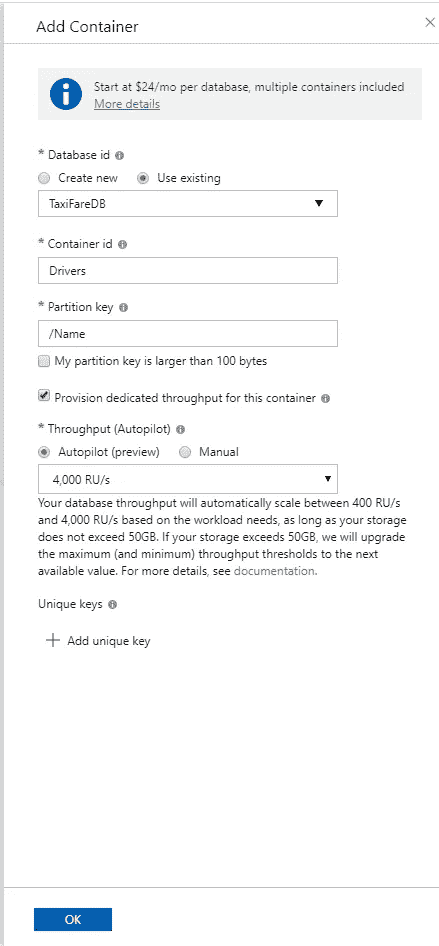 Add Container
Start at $24/mo per database, multiple containers included
More details
* Database id
Create new Use existing
TaxiFareDB
* Container id
Drivers
* Partition key
/Name
My partition key is larger than 100 bytes
Provision dedicated throughput for this container
* Throughput (Autopilot)
Autopilot (preview) Manual
4,000 RU/s
Your database throughput will automatically scale between 400 RU/s
and 4,000 RU/s based on the workload needs, as long as your storage
does not exceed 50GB. If your storage exceeds 50GB, we will upgrade
the maximum (and minimum) throughput thresholds to the next
available value. For more details, see documentation.
Unique keys
Add unique key
OK